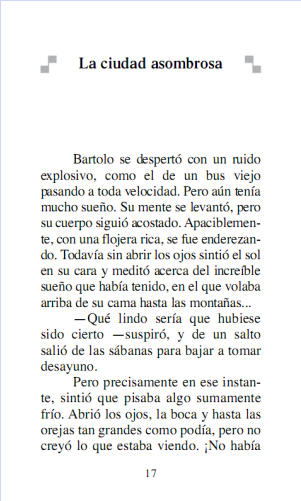 La ciudad asombrosa
Bartolo se despertó con un ruido
explosivo, como el de un bus viejo
pasando a toda velocidad. Pero aún tenía
mucho sueño. Su mente se levantó, pero
su cuerpo siguió acostado. Apaciblemen-
te, con una flojera rica, se fue enderezan-
do. Todavía sin abrir los ojos sintió el sol
en su cara y meditó acerca del increíble
sueño que había tenido, en el que volaba
arriba de su cama hasta las montañas...
—Qué lindo sería que hubiese
sido cierto —suspiró, y de un salto
salió de las sábanas para bajar a tomar
desayuno.
Pero precisamente en ese instan-
te, sintió que pisaba algo sumamente
frío. Abrió los ojos, la boca y hasta las
orejas tan grandes como podía, pero no
creyó lo que estaba viendo. ¡No había
17